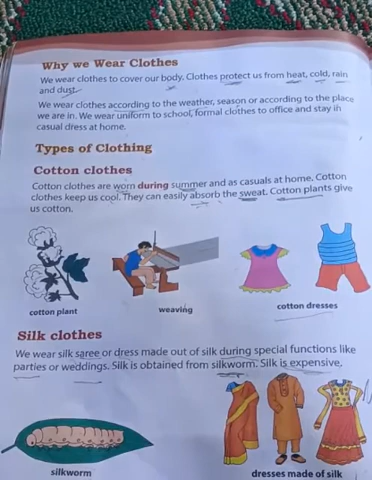 Why we Wear Clothes
We wear clothes to cover our body. Clothes protect us from heat, cold, rain
and dust.
We wear clothes according to the weather, season or according to the place
we are in. We wear uniform to school, formal clothes to office and stay in
casual dress at home.
Types of Clothing
Cotton clothes
Cotton clothes are worn during summer and as casuals at home. Cotton
clothes keep us cool. They can easily absorb the sweat. Cotton plants give
us cotton.
cotton plant
weaving
cotton dresses
Silk clothes
We wear silk saree or dress made out of silk during special functions like
parties or weddings. Silk is obtained from silkworm. Silk is expensive.
silkworm
dresses made of silk